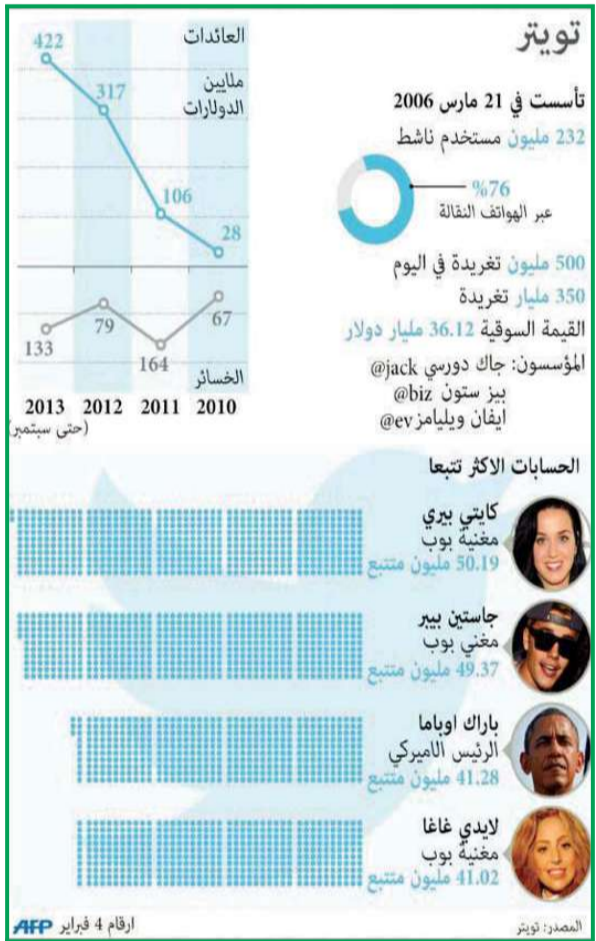 تويتر
تأسست في 21 مارس 2006
232 مليون مستخدم ناشط
%76
عبر الهواتف النقالة
500 مليون تغريدة في اليوم
350 مليار تغريدة
القيمة السوقية 36.12 مليار دولار
المؤسسون: جاك دورسي @jack
بيز ستون @biz
ايفان ويليامز @ev
العائدات
ملايين
الدولارات
422
317
106
28
67
79
164
133
الخسائر
2010 2011 2012 2013
(حتى سبتمبر)
الحسابات الاكثر تتبعا
كايتي بيري
مغنية بوب
50.19 مليون متتبع
جاستين بيبر
مغني بوب
49.37 مليون متتبع
باراك اوباما
الرئيس الاميركي
41.28 مليون متتبع
لايدي غاغا
مغنية بوب
41.02 مليون متتبع
المصدر: تويتر
ارقام 4 فبراير AFP